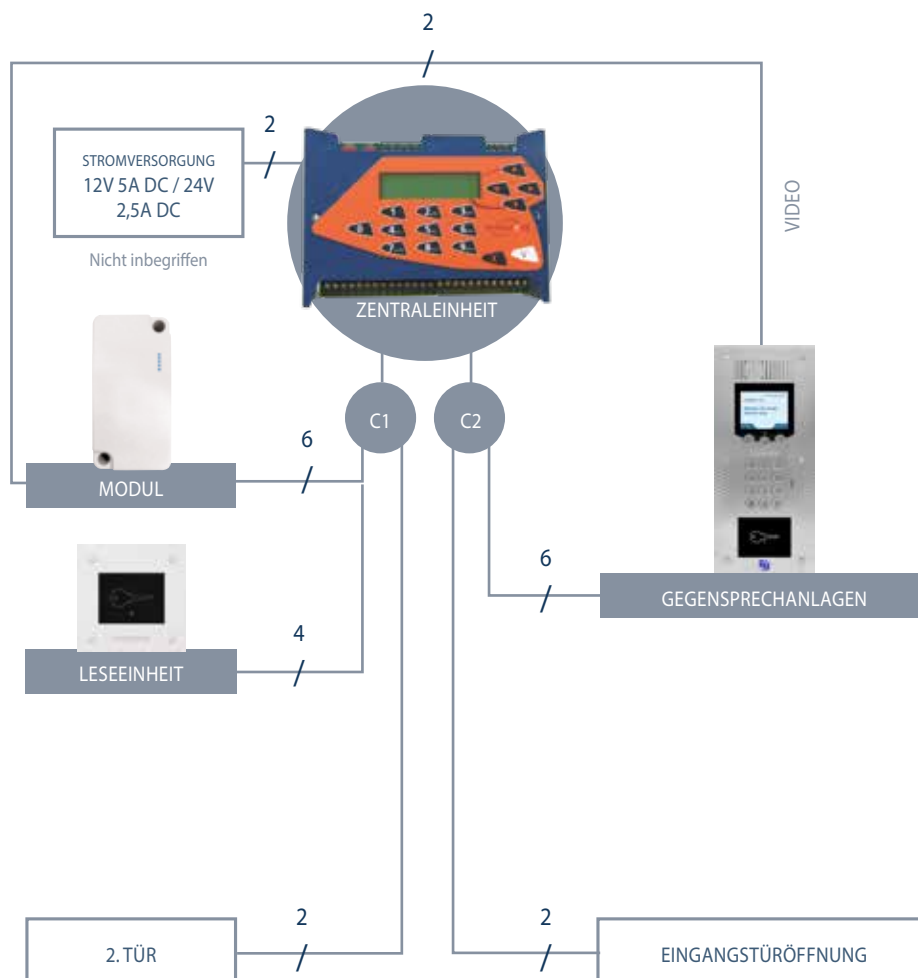 2
2
STROMVERSORGUNG
12V 5A DC / 24V
2,5A DC
Nicht inbegriffen
VIDEO
ZENTRALEINHEIT
C1
C2
6
MODUL
6
GEGENSPRECHANLAGEN
4
LESEEINHEIT
2
2. TÜR
2
EINGANGSTÜRÖFFNUNG